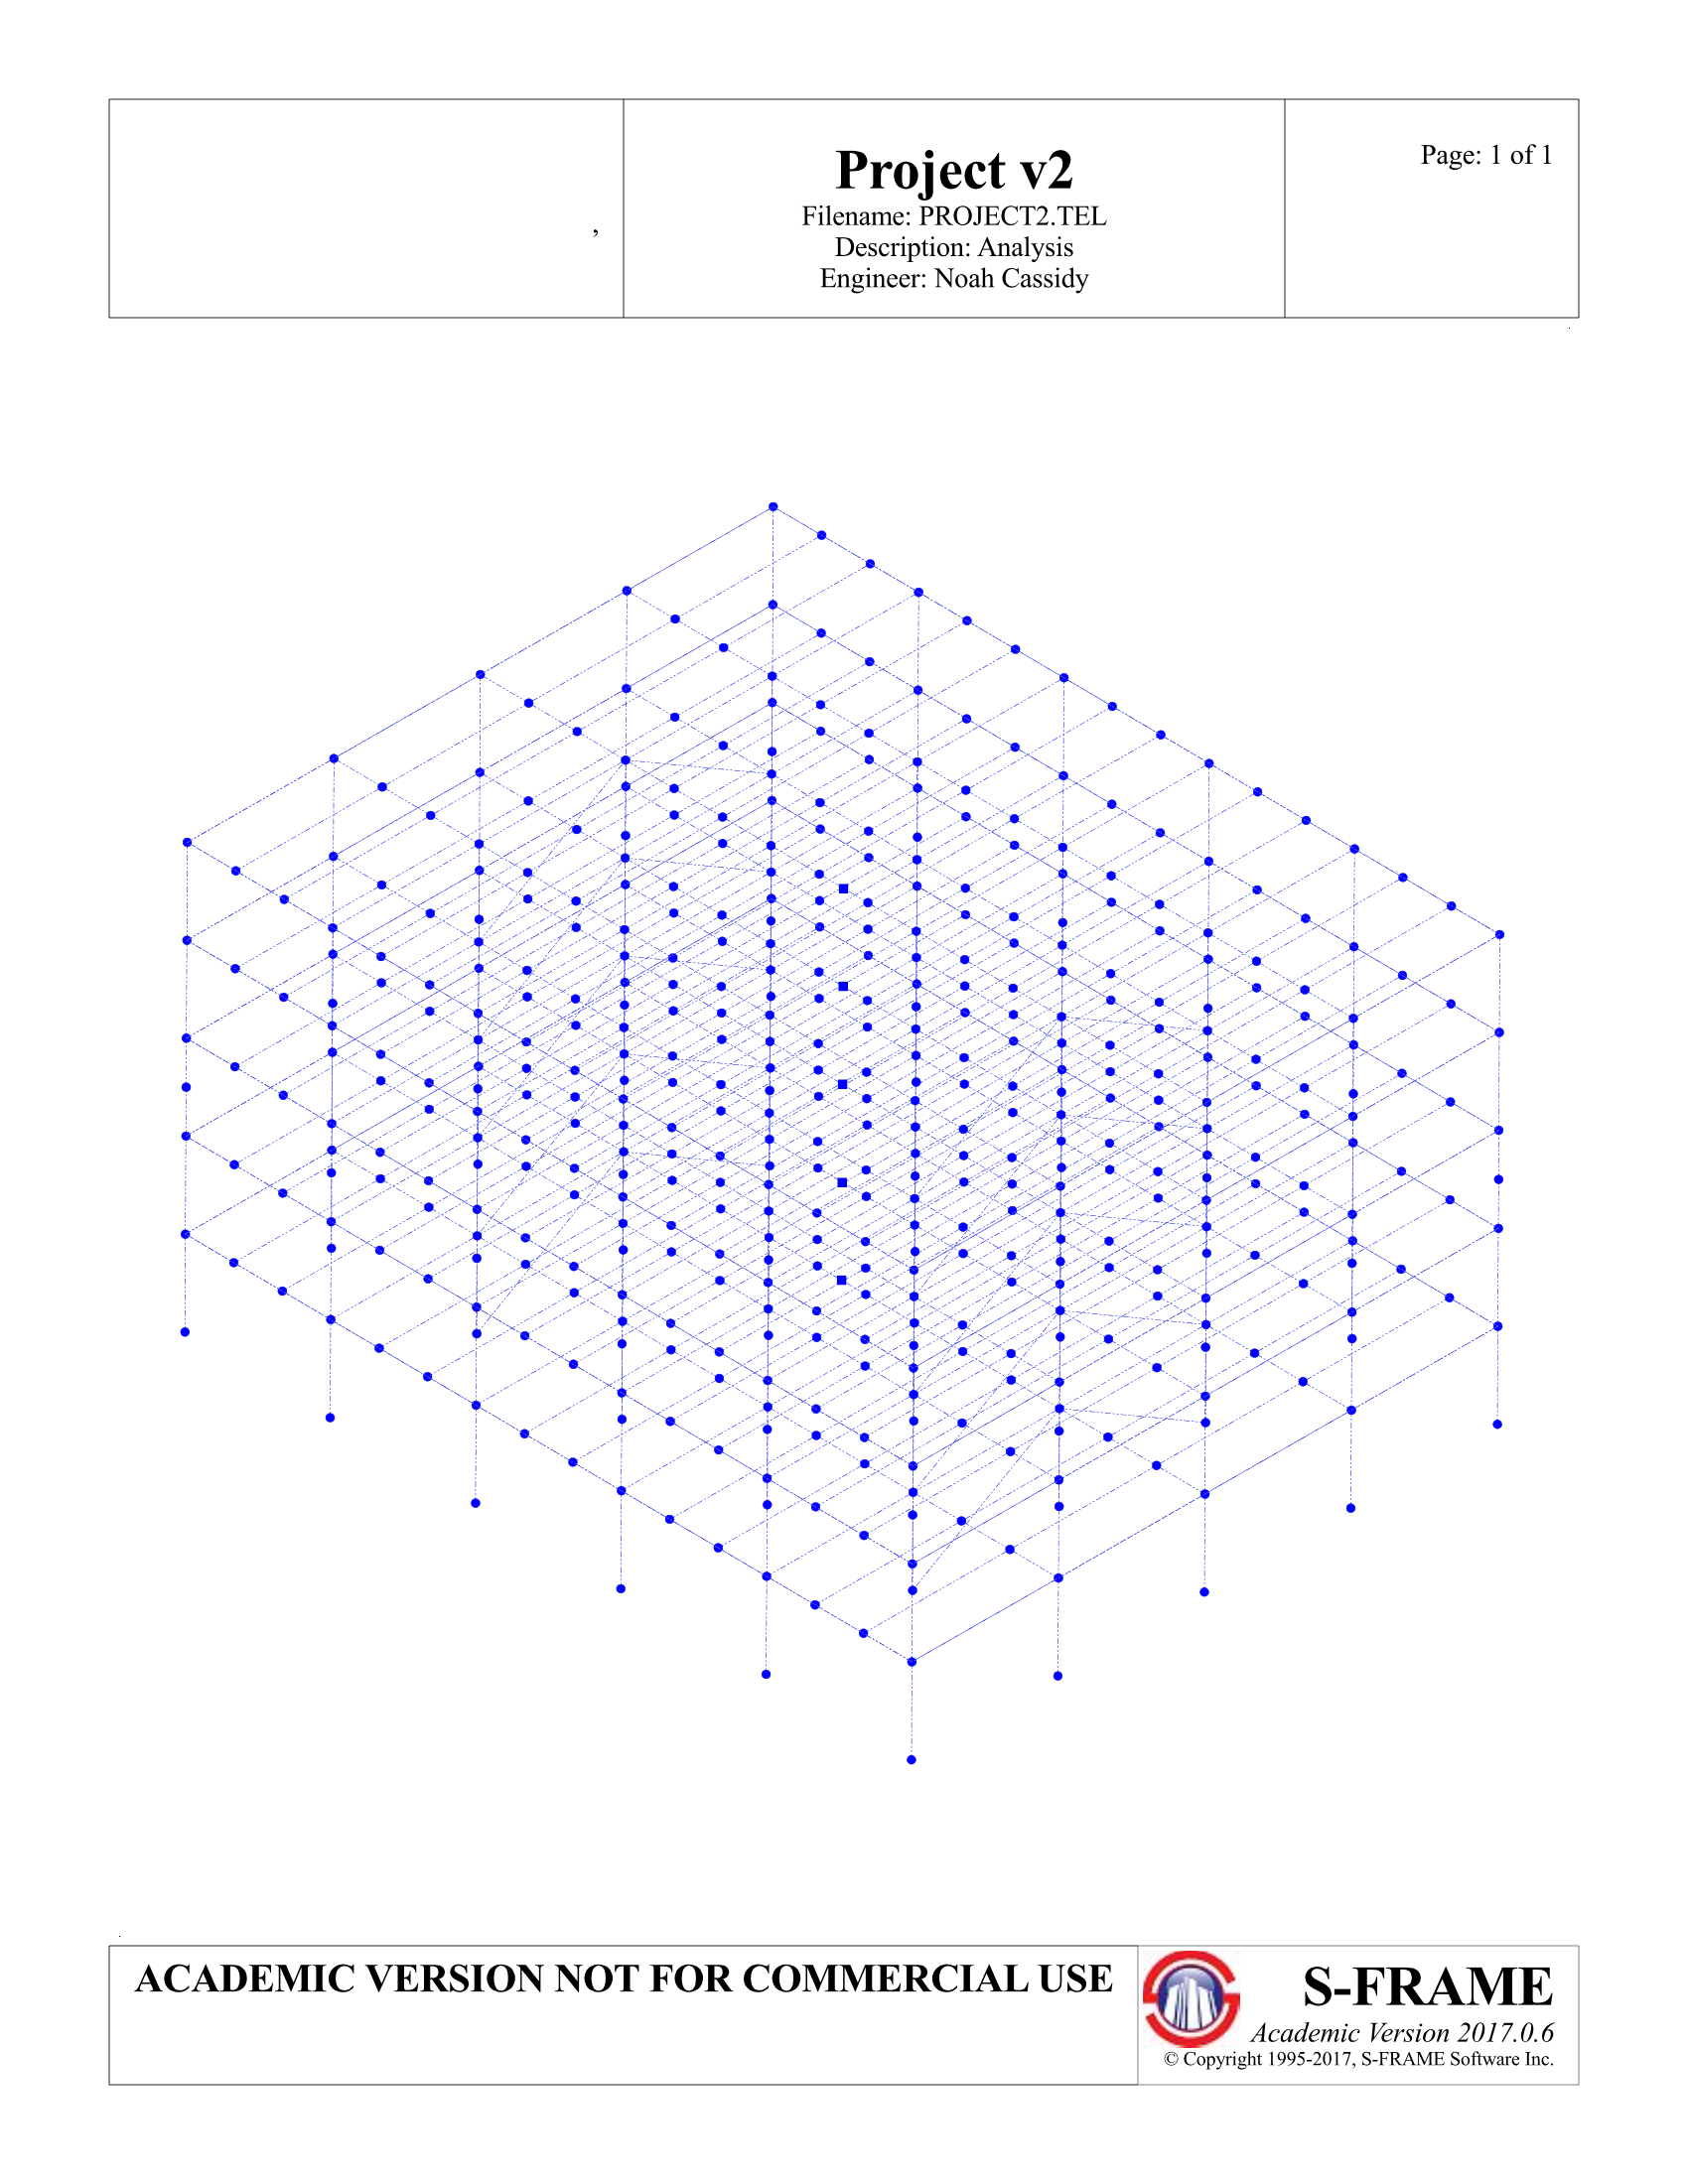 ,
Project v2
Filename: PROJECT2.TEL
Description: Analysis
Engineer: Noah Cassidy
Page: 1 of 1
ACADEMIC VERSION NOT FOR COMMERCIAL USE
S-FRAME
Academic Version 2017.0.6
© Copyright 1995-2017, S-FRAME Software Inc.